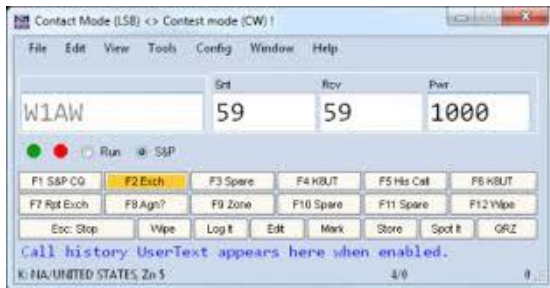 Contact Mode (LSB) <> Contest mode (CW) !
File Edit View Tools Config Window Help
Snt Rcv Pwr
W1AW 59 59 1000
Run S&P
F1 S&P CQ F2 Exch F3 Spare F4 K8UT F5 His Call F6 K8UT
F7 Rpt Exch F8 Agn? F9 Zone F10 Spare F11 Spare F12 Wipe
Esc: Stop Wipe Log It Edit Mark Store Spot It QRZ
Call history UserText appears here when enabled.
K: NA/UNITED STATES, Zn 5 4/0 0